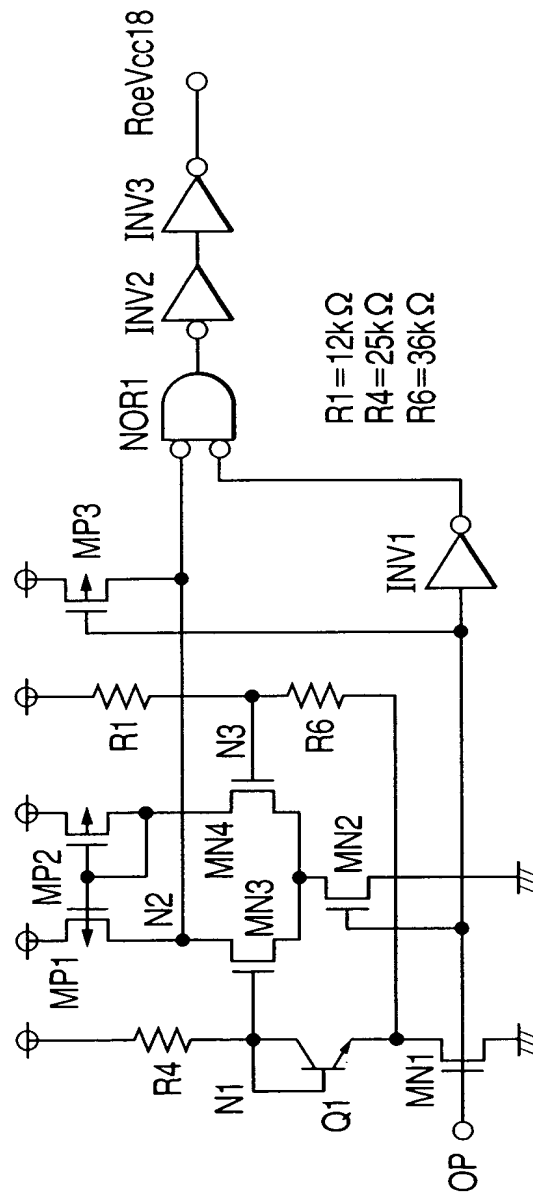 RoeVcc18
INV3
INV2
NOR1
R1=12kΩ
R4=25kΩ
R6=36kΩ
MP3
INV1
R1
N3
R6
MP2
MP1
N2
MN4
MN3
MN2
R4
N1
Q1
MN1
OP